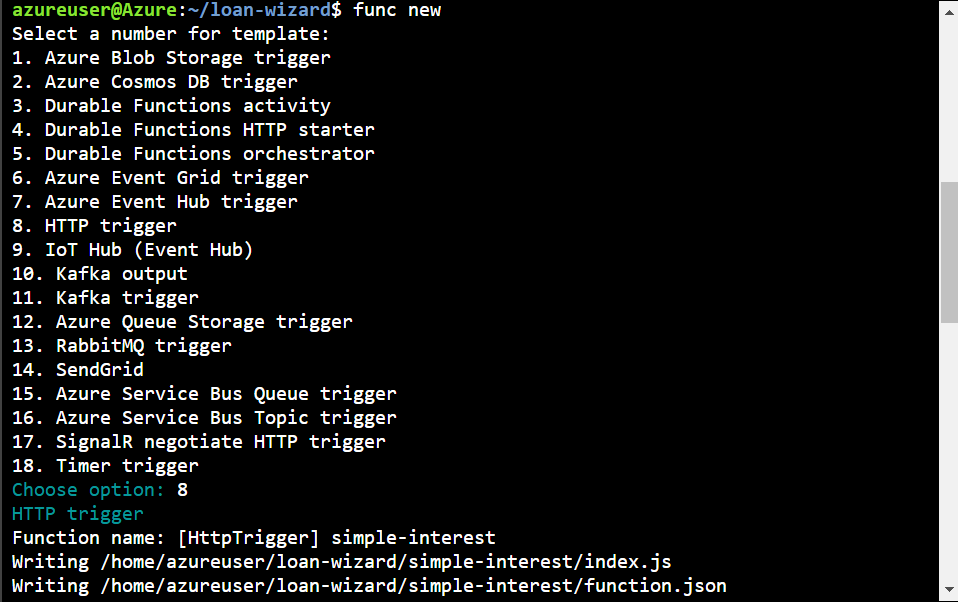 azureuser@Azure:~/loan-wizard$ func new
Select a number for template:
1. Azure Blob Storage trigger
2. Azure Cosmos DB trigger
3. Durable Functions activity
4. Durable Functions HTTP starter
5. Durable Functions orchestrator
6. Azure Event Grid trigger
7. Azure Event Hub trigger
8. HTTP trigger
9. IoT Hub (Event Hub)
10. Kafka output
11. Kafka trigger
12. Azure Queue Storage trigger
13. RabbitMQ trigger
14. SendGrid
15. Azure Service Bus Queue trigger
16. Azure Service Bus Topic trigger
17. SignalR negotiate HTTP trigger
18. Timer trigger
Choose option: 8
HTTP trigger
Function name: [HttpTrigger] simple-interest
Writing /home/azureuser/loan-wizard/simple-interest/index.js
Writing /home/azureuser/loan-wizard/simple-interest/function.json